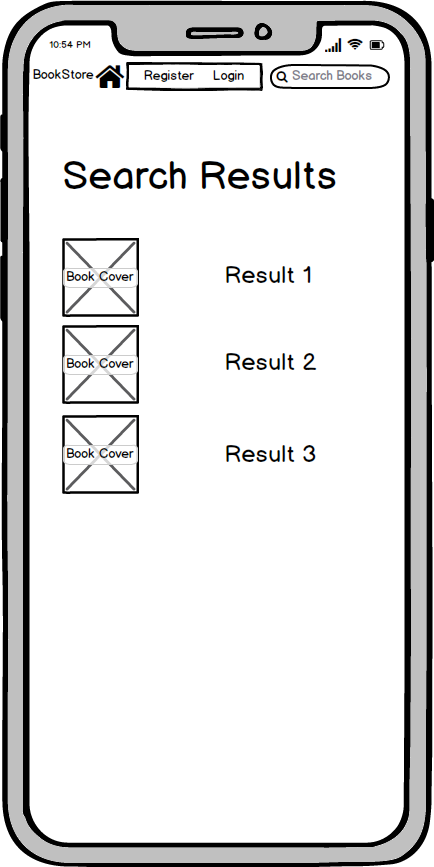 10:54 PM
BookStore Register Login Search Books
Search Results
Book Cover Result 1
Book Cover Result 2
Book Cover Result 3